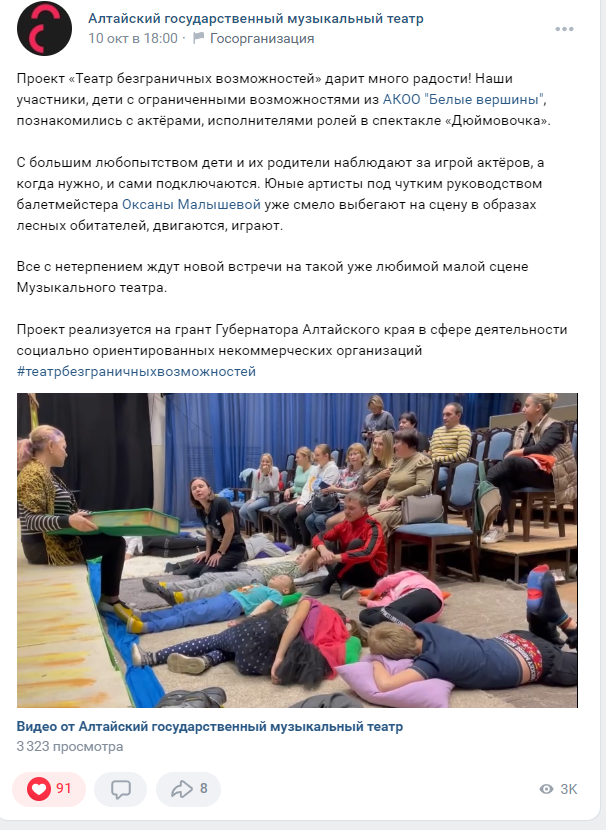 Алтайский государственный музыкальный театр
10 окт в 18:00 · Госорганизация
Проект «Театр безграничных возможностей» дарит много радости! Наши
участники, дети с ограниченными возможностями из АКОО "Белые вершины",
познакомились с актёрами, исполнителями ролей в спектакле «Дюймовочка».
С большим любопытством дети и их родители наблюдают за игрой актёров, а
когда нужно, и сами подключаются. Юные артисты под чутким руководством
балетмейстера Оксаны Малышевой уже смело выбегают на сцену в образах
лесных обитателей, двигаются, играют.
Все с нетерпением ждут новой встречи на такой уже любимой малой сцене
Музыкального театра.
Проект реализуется на грант Губернатора Алтайского края в сфере деятельности
социально ориентированных некоммерческих организаций
#театрбезграничныхвозможностей
Видео от Алтайский государственный музыкальный театр
3 323 просмотра
91
8
3K